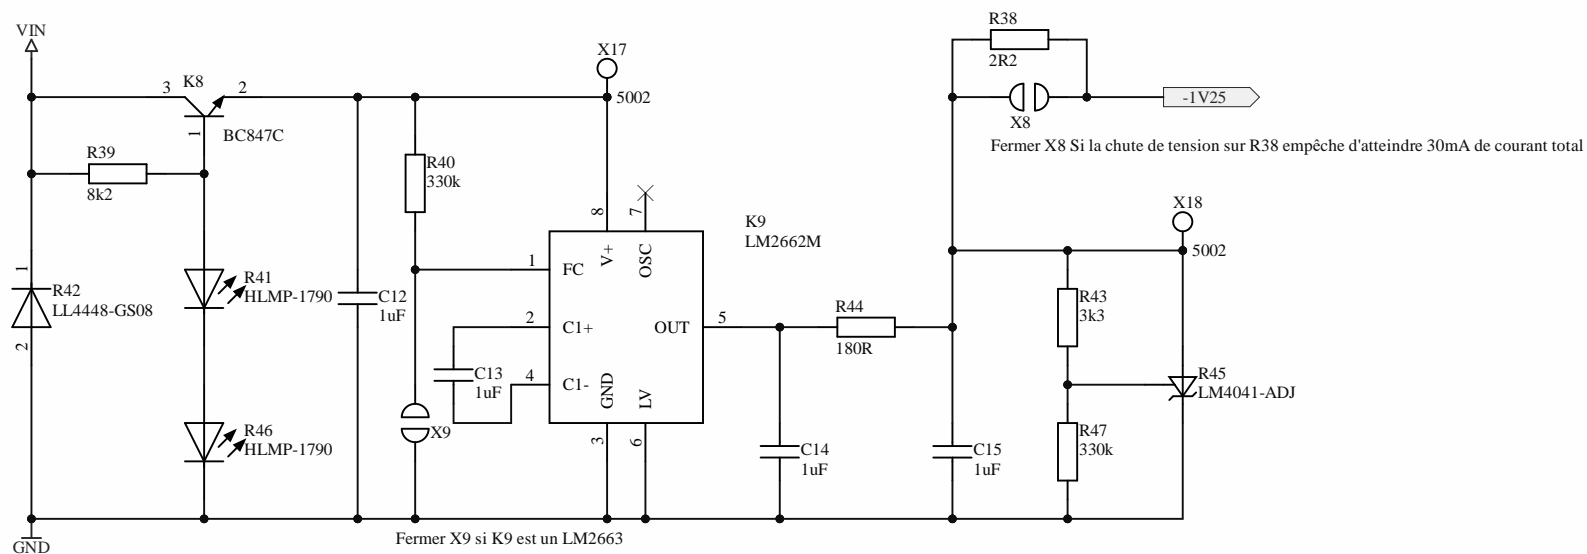 VIN
R38
2R2
X17
K8
3
2
5002
-1V25
X8
1
BC847C
Fermer X8 Si la chute de tension sur R38 empêche d'atteindre 30mA de courant total
R39
8k2
R40
330k
X18
K9
LM2662M
8
7
5002
V+
OSC
1
FC
1
R42
LL4448-GS08
2
R41
HLMP-1790
C12
1uF
R43
3k3
R44
180R
2
C1+
OUT
5
C13
1uF
4
C1-
GND
LV
R45
LM4041-ADJ
X9
3
6
R46
HLMP-1790
C14
1uF
C15
1uF
R47
330k
Fermer X9 si K9 est un LM2663
GND